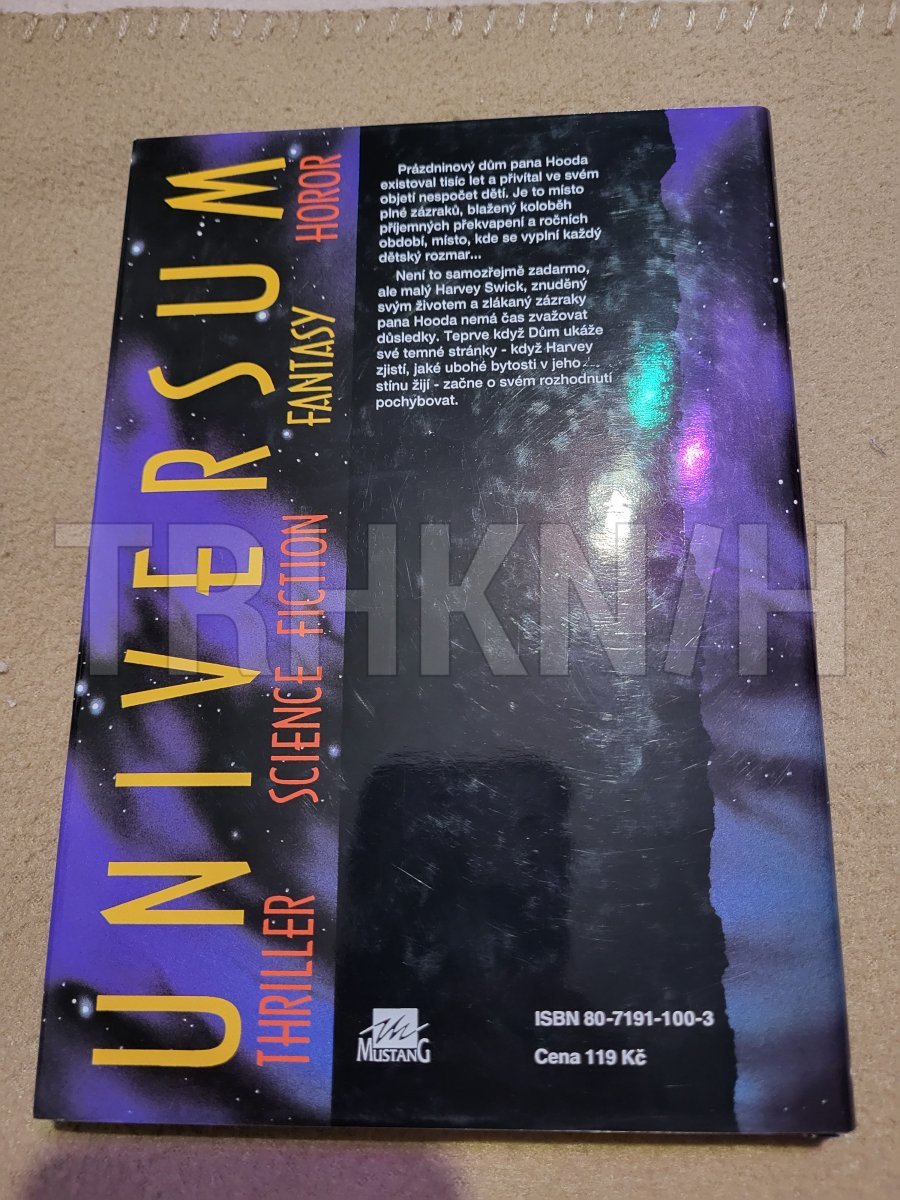 UNIVERSUM
THRILLER SCIENCE FICTION FANTASY HOROR
Prázdninový dům pana Hooda
existoval tisíc let a přivítal ve svém
objetí nespočet dětí. Je to místo
plné zázraků, blažený koloběh
příjemných překvapení a ročních
období, místo, kde se vyplní každý
dětský rozmar...
Není to samozřejmě zadarmo,
ale malý Harvey Swick, znuděný
svým životem a zlákaný zázraky
pana Hooda nemá čas zvažovat
důsledky. Teprve když Dům ukáže
své temné stránky - když Harvey
zjistí, jaké ubohé bytosti v jeho
stínu žijí - začne o svém rozhodnutí
pochybovat.
TRHKNIH
MUSTANG
ISBN 80-7191-100-3
Cena 119 Kč